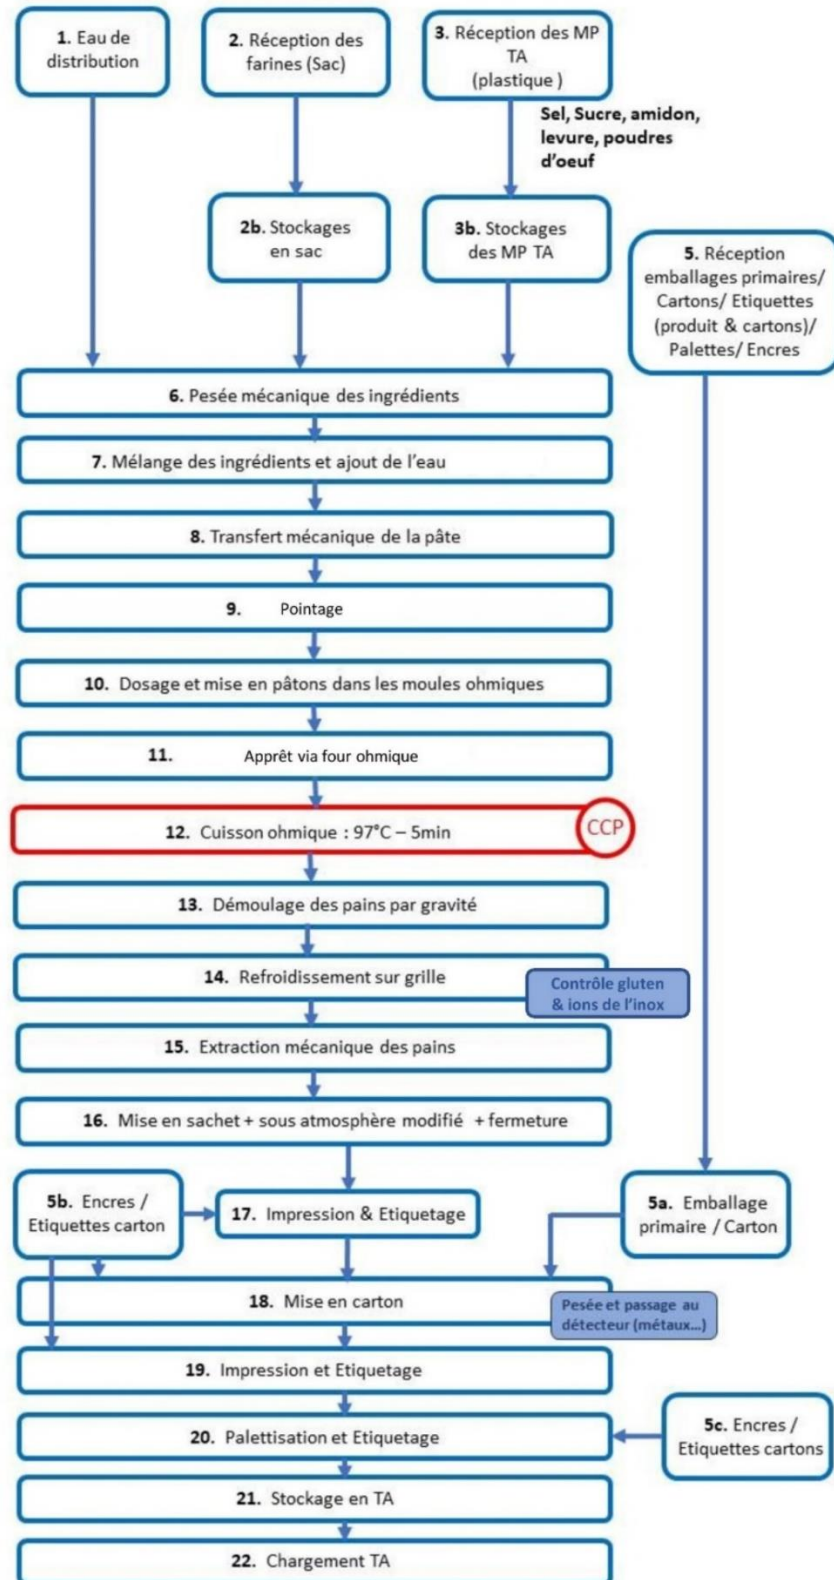 1. Eau de
distribution
2. Réception des
farines (Sac)
3. Réception des MP
TA
(plastique )
Sel, Sucre, amidon,
levure, poudres
d'oeuf
2b. Stockages
en sac
3b. Stockages
des MP TA
5. Réception
emballages primaires/
Cartons/ Etiquettes
(produit & cartons)/
Palettes/ Encres
6. Pesée mécanique des ingrédients
7. Mélange des ingrédients et ajout de l'eau
8. Transfert mécanique de la pâte
9. Pointage
10. Dosage et mise en pâtons dans les moules ohmiques
11. Apprêt via four ohmique
12. Cuisson ohmique : 97°C – 5min
CCP
13. Démoulage des pains par gravité
14. Refroidissement sur grille
Contrôle gluten
& ions de l'inox
15. Extraction mécanique des pains
16. Mise en sachet + sous atmosphère modifié + fermeture
5b. Encres /
Etiquettes carton
17. Impression & Etiquetage
5a. Emballage
primaire / Carton
18. Mise en carton
Pesée et passage au
détecteur (métaux...)
19. Impression et Etiquetage
20. Palettisation et Etiquetage
5c. Encres /
Etiquettes cartons
21. Stockage en TA
22. Chargement TA